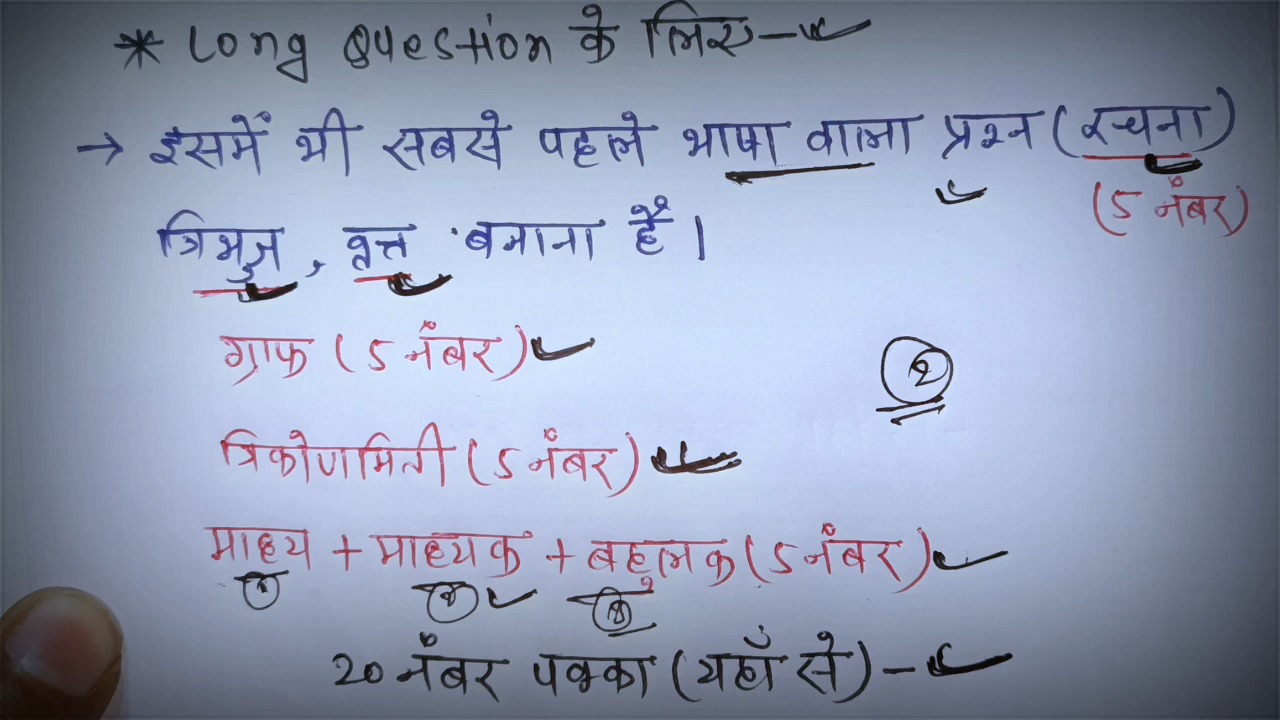 * Long Question के लिए-
→ इसमें भी सबसे पहले भाषा वाला प्रश्न (रचना)
(5 नंबर)
त्रिभुज, वृत्त बनाना है।
ग्राफ (5 नंबर)
2
त्रिकोणमिती (5 नंबर)
माध्य + माध्यक + बहुलक (5 नंबर)
20 नंबर पक्का (यहाँ से) -